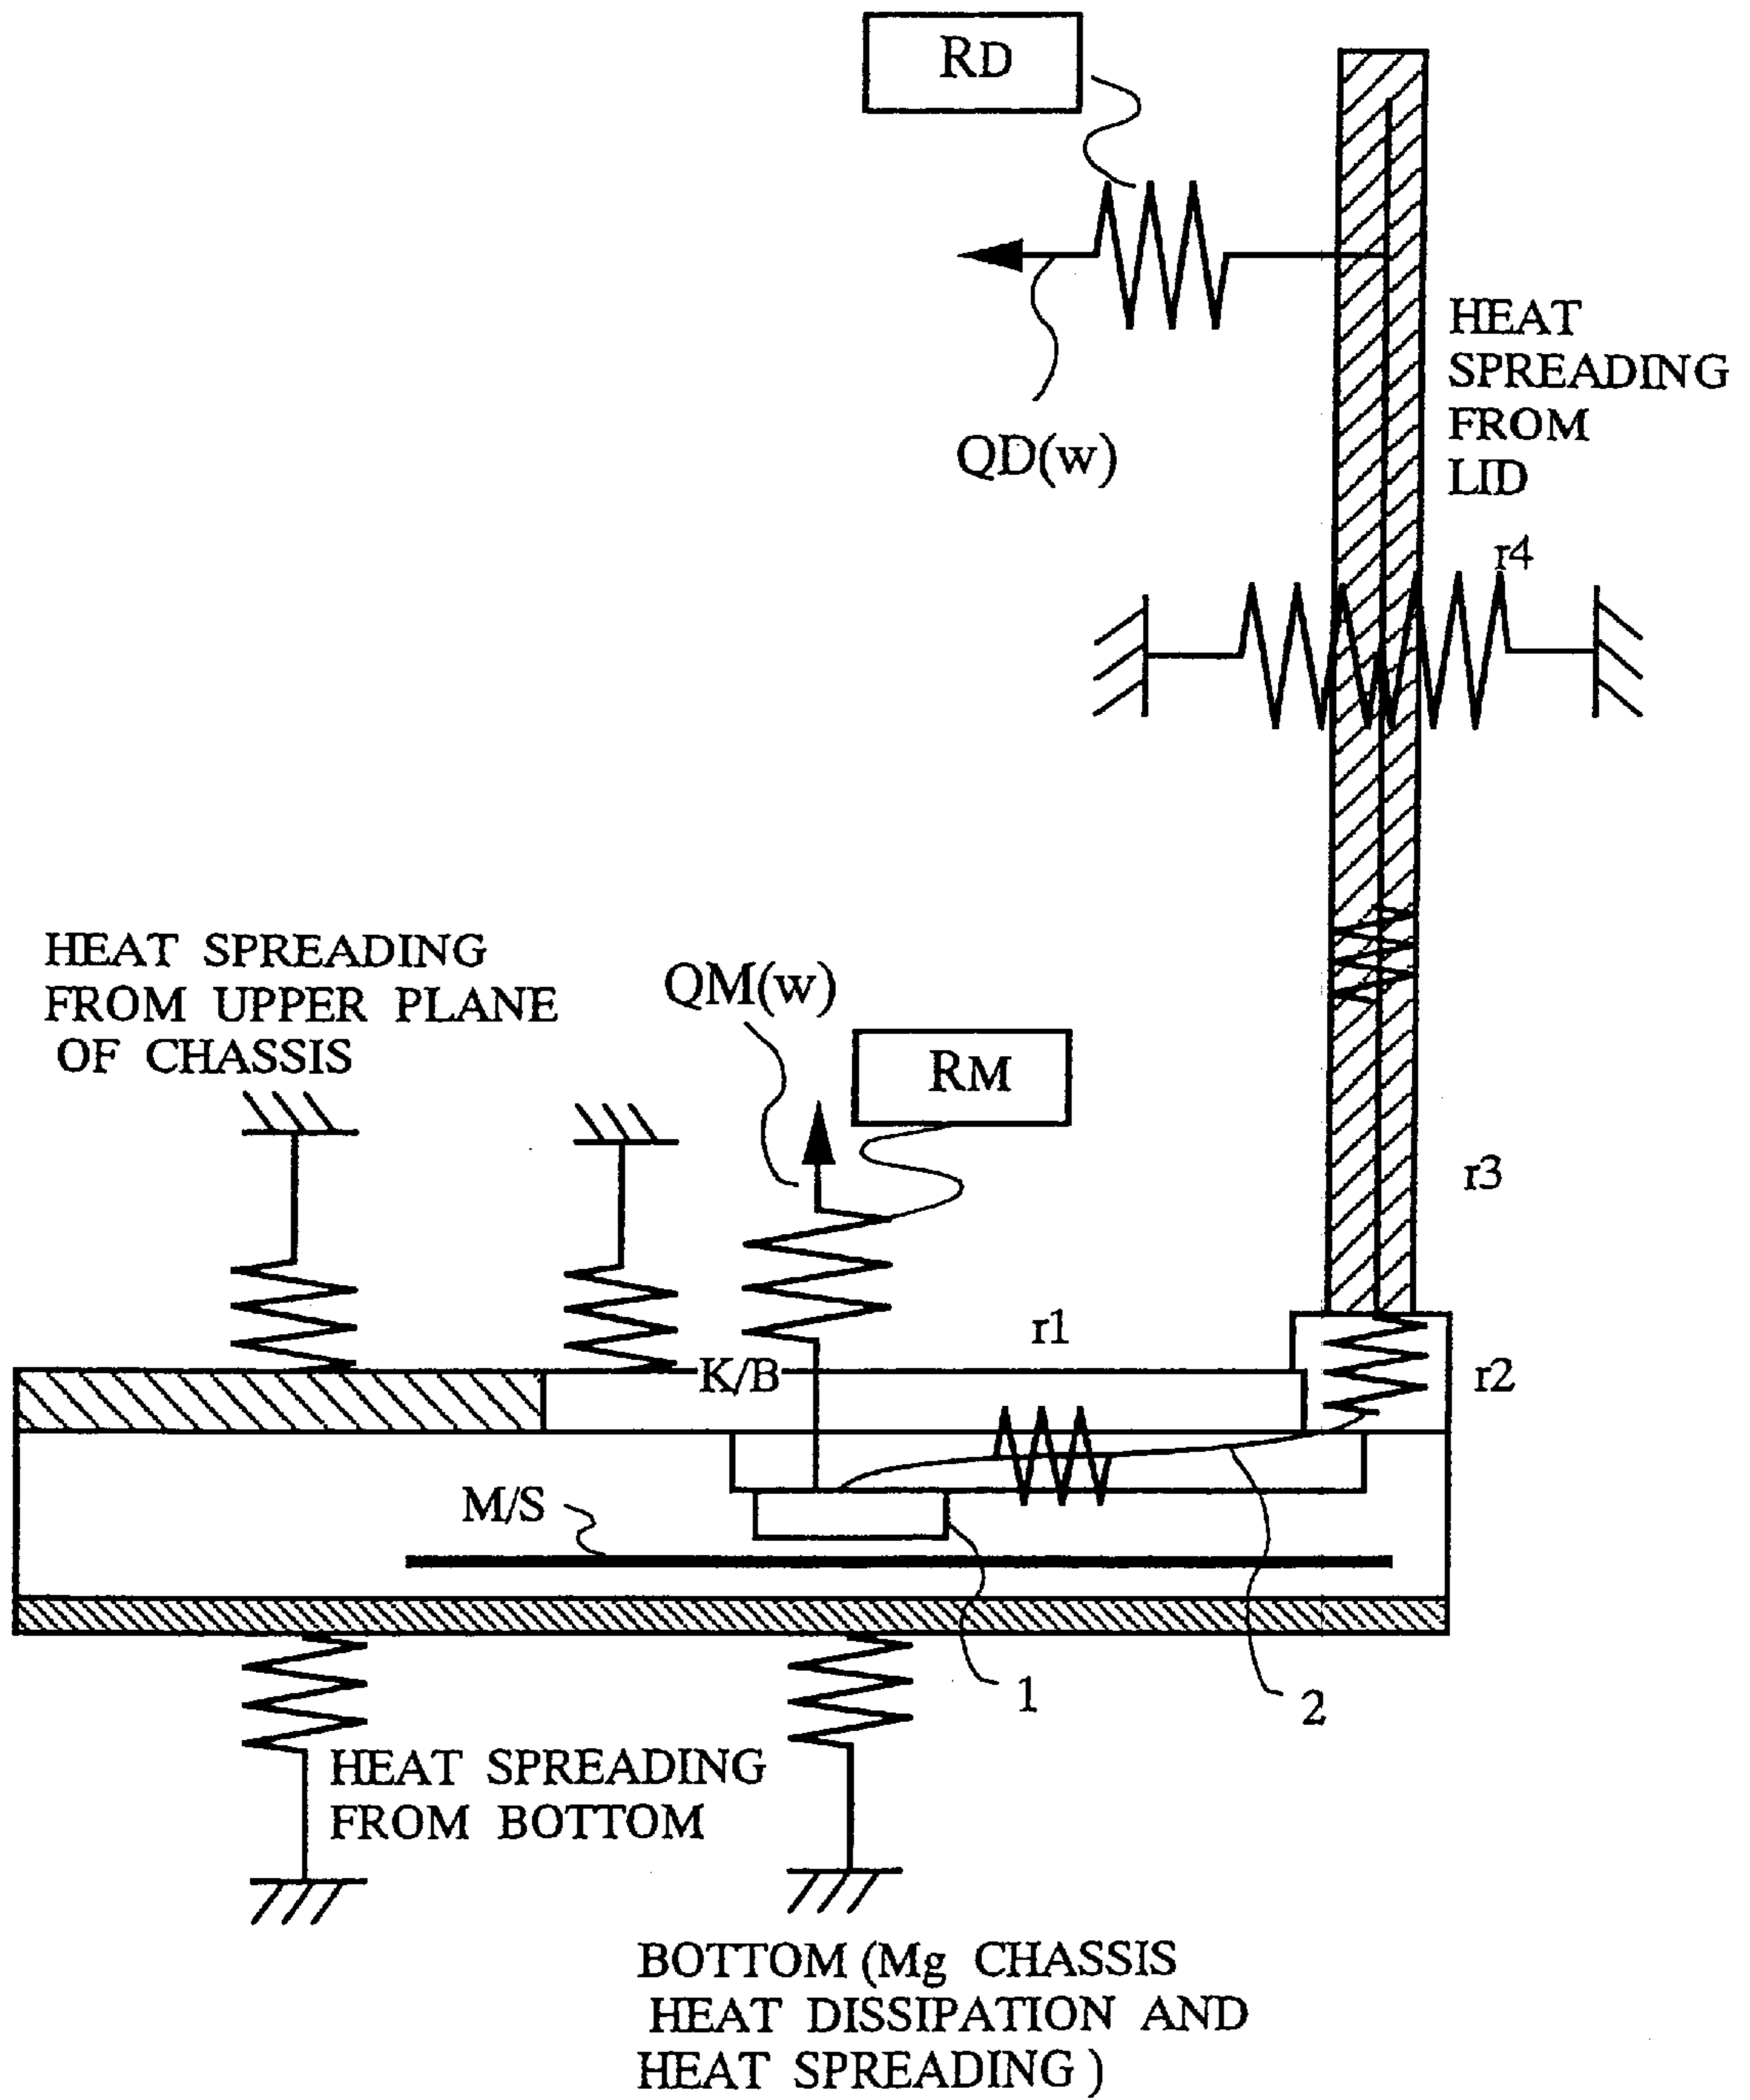 RD
HEAT
SPREADING
FROM
LID
QD(w)
r4
HEAT SPREADING
FROM UPPER PLANE
OF CHASSIS
QM(w)
RM
r3
r1
K/B
r2
M/S
1
2
HEAT SPREADING
FROM BOTTOM
BOTTOM (Mg CHASSIS
HEAT DISSIPATION AND
HEAT SPREADING )